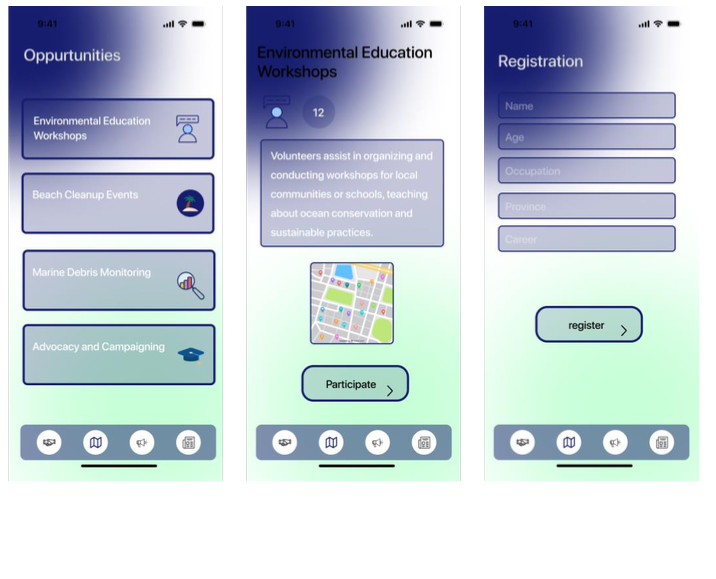 9:41
Oppurtunities
Environmental Education
Workshops
Beach Cleanup Events
Marine Debris Monitoring
Advocacy and Campaigning
9:41
Environmental Education
Workshops
12
Volunteers assist in organizing and
conducting workshops for local
communities or schools, teaching
about ocean conservation and
sustainable practices.
Participate
9:41
Registration
Name
Age
Occupation
Province
Career
register